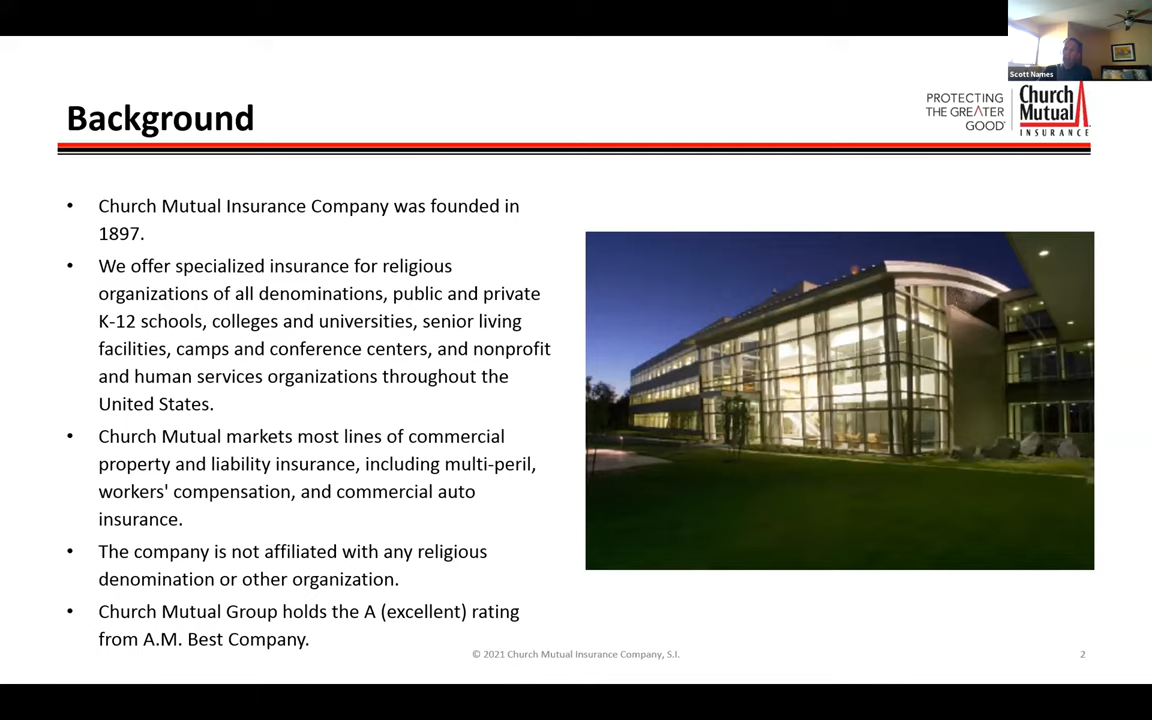 Scott Names
PROTECTING
THE GREATER
GOOD
Church
Mutual
INSURANCE
Background
• Church Mutual Insurance Company was founded in
1897.
• We offer specialized insurance for religious
organizations of all denominations, public and private
K-12 schools, colleges and universities, senior living
facilities, camps and conference centers, and nonprofit
and human services organizations throughout the
United States.
• Church Mutual markets most lines of commercial
property and liability insurance, including multi-peril,
workers' compensation, and commercial auto
insurance.
• The company is not affiliated with any religious
denomination or other organization.
• Church Mutual Group holds the A (excellent) rating
from A.M. Best Company.
© 2021 Church Mutual Insurance Company, S.I.
2